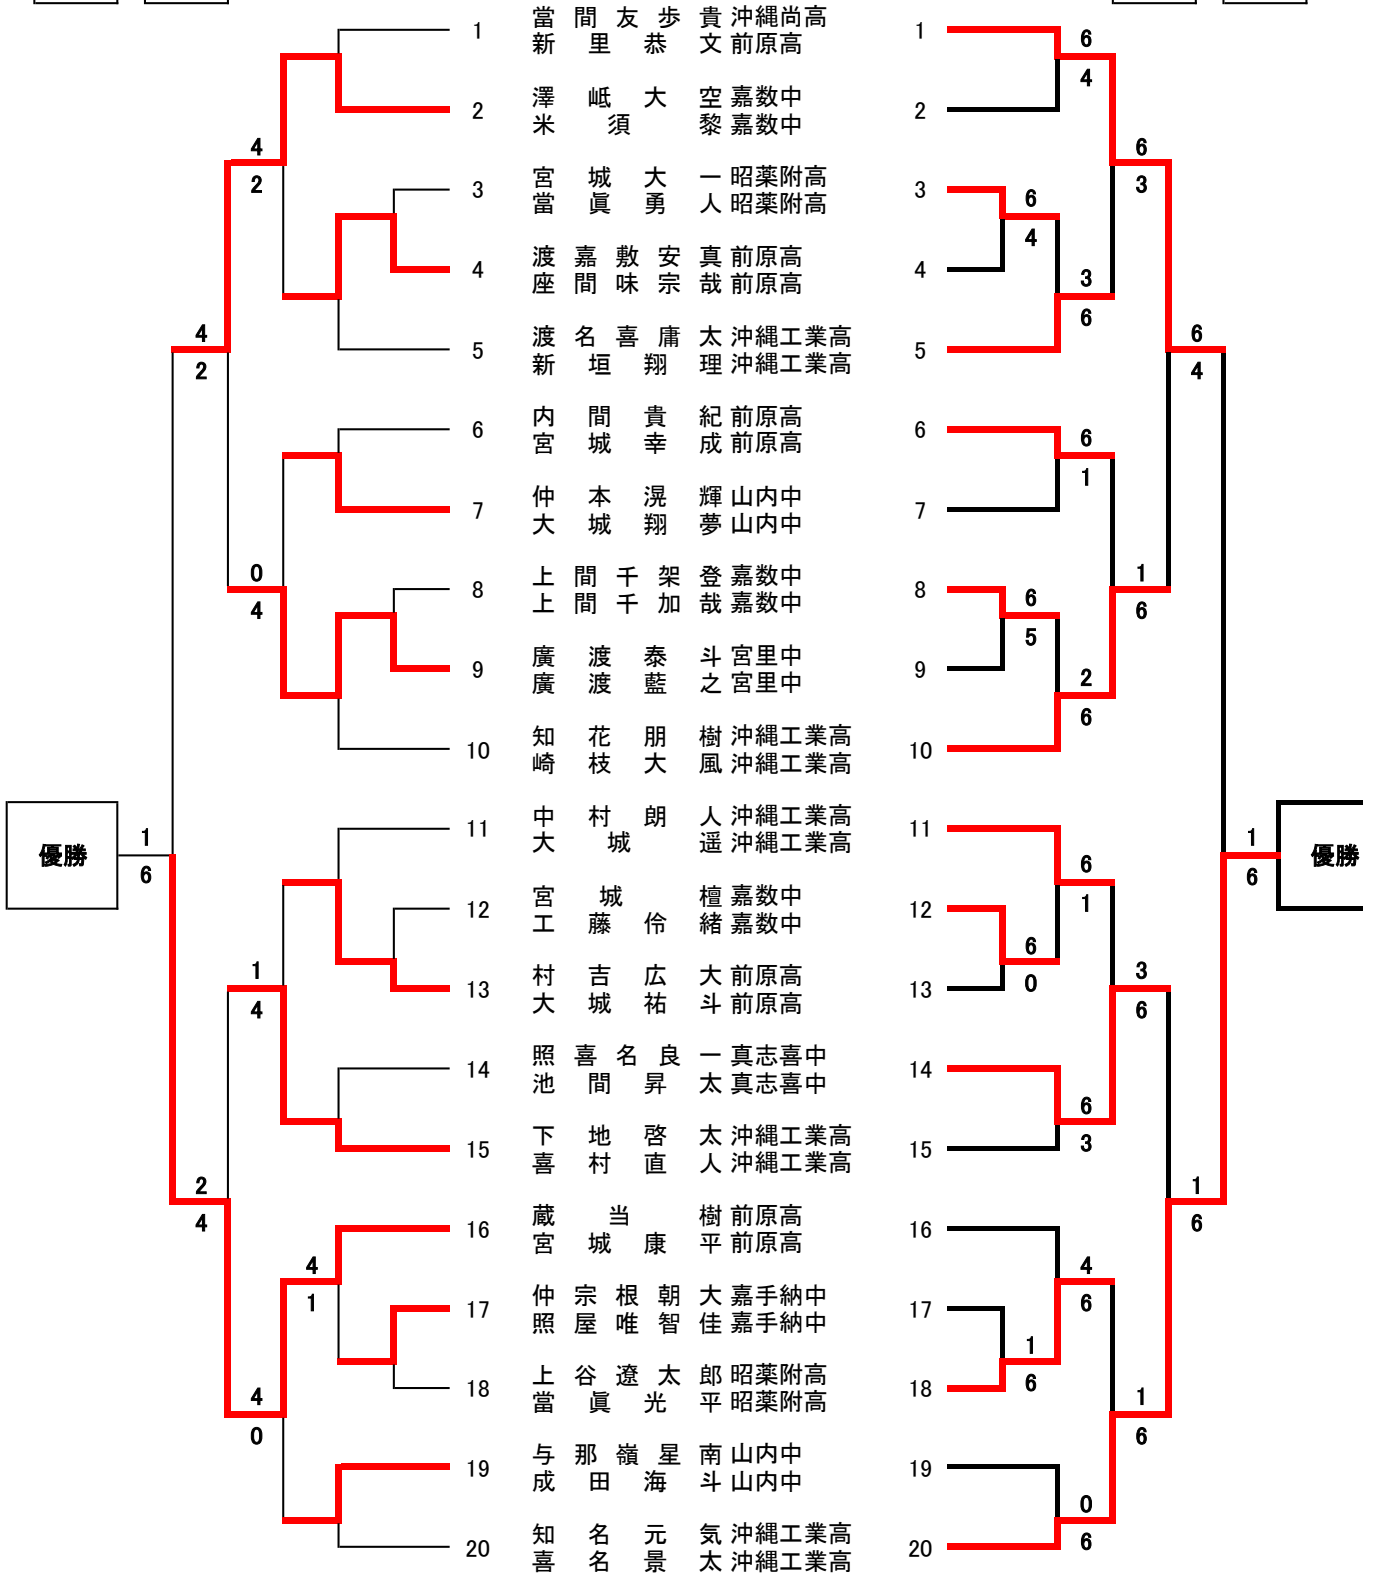 1 當間友歩貴 沖縄尚高 1 6
新里恭文 前原高 4
2 澤岻大空 嘉数中 2
米須黎 嘉数中
4 6
2 3
3 宮城大一 昭薬附高 3 6
當眞勇人 昭薬附高 4
4 渡嘉敷安真 前原高 4
座間味宗哉 前原高 3
6
4 6
2 4
5 渡名喜庸太 沖縄工業高 5
新垣翔理 沖縄工業高
6 内間貴紀 前原高 6 6
宮城幸成 前原高 1
7 仲本滉輝 山内中 7
大城翔夢 山内中
0 1
4 6
8 上間千架登 嘉数中 8 6
上間千加哉 嘉数中 5
9 廣渡泰斗 宮里中 9 2
廣渡藍之 宮里中 6
10 知花朋樹 沖縄工業高 10
崎枝大風 沖縄工業高
11 中村朗人 沖縄工業高 11
大城遥 沖縄工業高
優勝 1 1 優勝
6 6
6
1
12 宮城檀 嘉数中 12
工藤伶緒 嘉数中 6
0
13 村吉広大 前原高 13
大城祐斗 前原高
1 3
4 6
14 照喜名良一 真志喜中 14
池間昇太 真志喜中 6
3
15 下地啓太 沖縄工業高 15
喜村直人 沖縄工業高
2 1
4 6
16 蔵当樹 前原高 16
宮城康平 前原高
4 4
1 6
17 仲宗根朝大 嘉手納中 17
照屋唯智佳 嘉手納中 1
6
18 上谷遼太郎 昭薬附高 18
當眞光平 昭薬附高
4 1
0 6
19 与那嶺星南 山内中 19
成田海斗 山内中 0
6
20 知名元気 沖縄工業高 20
喜名景太 沖縄工業高